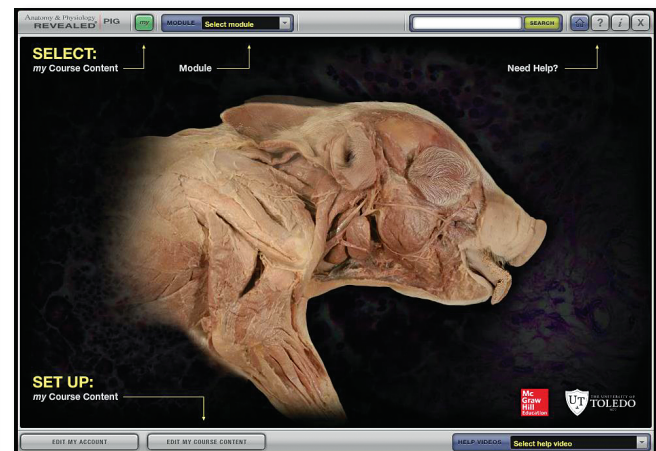 Anatomy & Physiology
REVEALED
PIG
my
MODULE
Select module
SEARCH
?
i
X
SELECT:
my Course Content
Module
Need Help?
SET UP:
my Course Content
Mc
Graw
Hill
Education
UT
THE UNIVERSITY OF
TOLEDO
EDIT MY ACCOUNT
EDIT MY COURSE CONTENT
HELP VIDEOS
Select help video